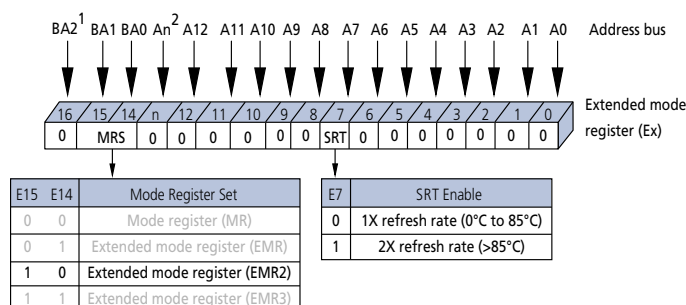 BA2¹ BA1 BA0 An² A12 A11 A10 A9 A8 A7 A6 A5 A4 A3 A2 A1 A0 Address bus
16 15 14 n 12 11 10 9 8 7 6 5 4 3 2 1 0
Extended mode
register (Ex)
0 MRS 0 0 0 0 0 0 SRT 0 0 0 0 0 0 0
E15 E14 Mode Register Set
0 0 Mode register (MR)
0 1 Extended mode register (EMR)
1 0 Extended mode register (EMR2)
1 1 Extended mode register (EMR3)
E7 SRT Enable
0 1X refresh rate (0°C to 85°C)
1 2X refresh rate (>85°C)